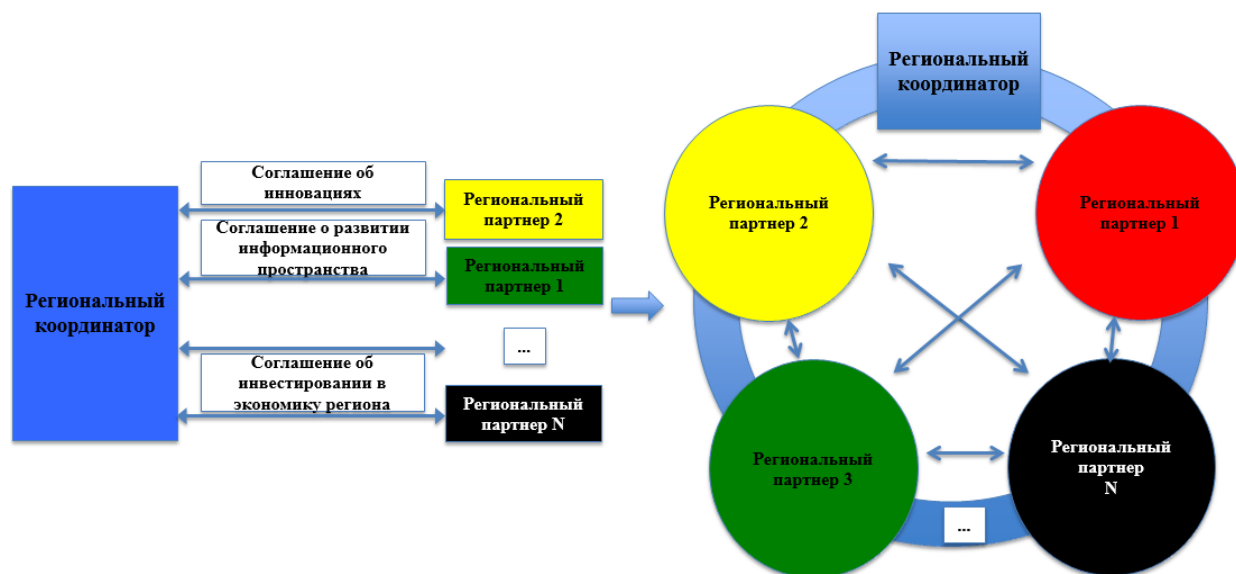 Региональный
координатор
Соглашение об
инновациях
Соглашение о развитии
информационного
пространства
Соглашение об
инвестировании в
экономику региона
Региональный
партнер 2
Региональный
партнер 1
...
Региональный
партнер N
Региональный
координатор
Региональный
партнер 2
Региональный
партнер 1
Региональный
партнер 3
Региональный
партнер
N
...